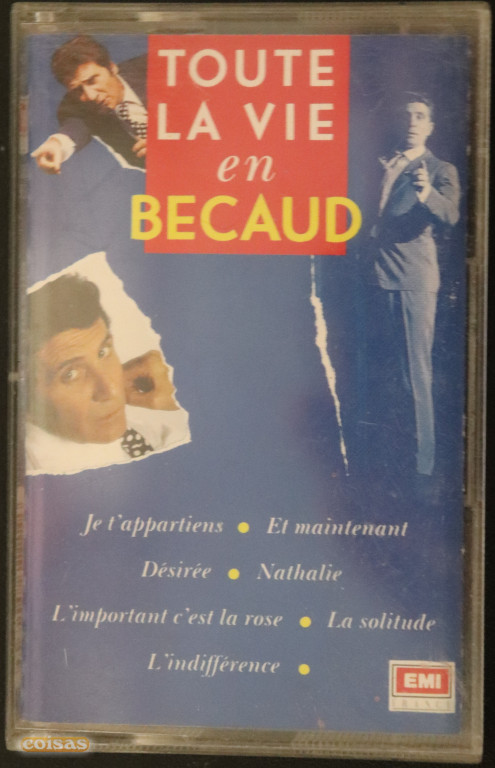 TOUTE
LA VIE
en
BECAUD
Je t'appartiens • Et maintenant
Désirée • Nathalie
L'important c'est la rose • La solitude
L'indifférence •
EMI
FRANCE
coisas